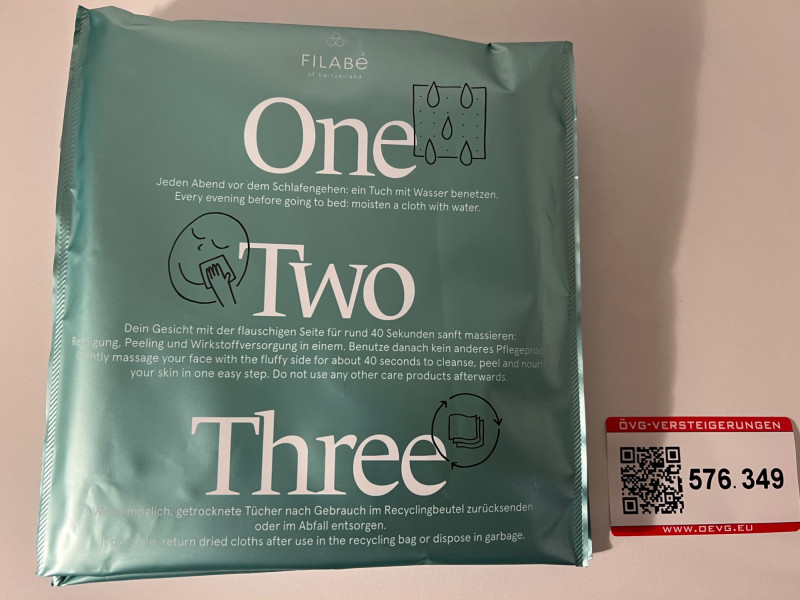 FILABÉ
of Switzerland
One
Jeden Abend vor dem Schlafengehen: ein Tuch mit Wasser benetzen.
Every evening before going to bed: moisten a cloth with water.
Two
Dein Gesicht mit der flauschigen Seite für rund 40 Sekunden sanft massieren:
Reinigung, Peeling und Wirkstoffversorgung in einem. Benutze danach kein anderes
Gently massage your face with the fluffy side for about 40 seconds to cleanse, peel and
your skin in one easy step. Do not use any other care products afterwards.
Three
möglich, getrocknete Tücher nach Gebrauch im Recyclingbeutel zurücksenden
oder im Abfall entsorgen.
return dried cloths after use in the recycling bag or dispose in garbage.
ÖVG-VERSTEIGERUNGEN
576.349
WWW.OEVG.EU